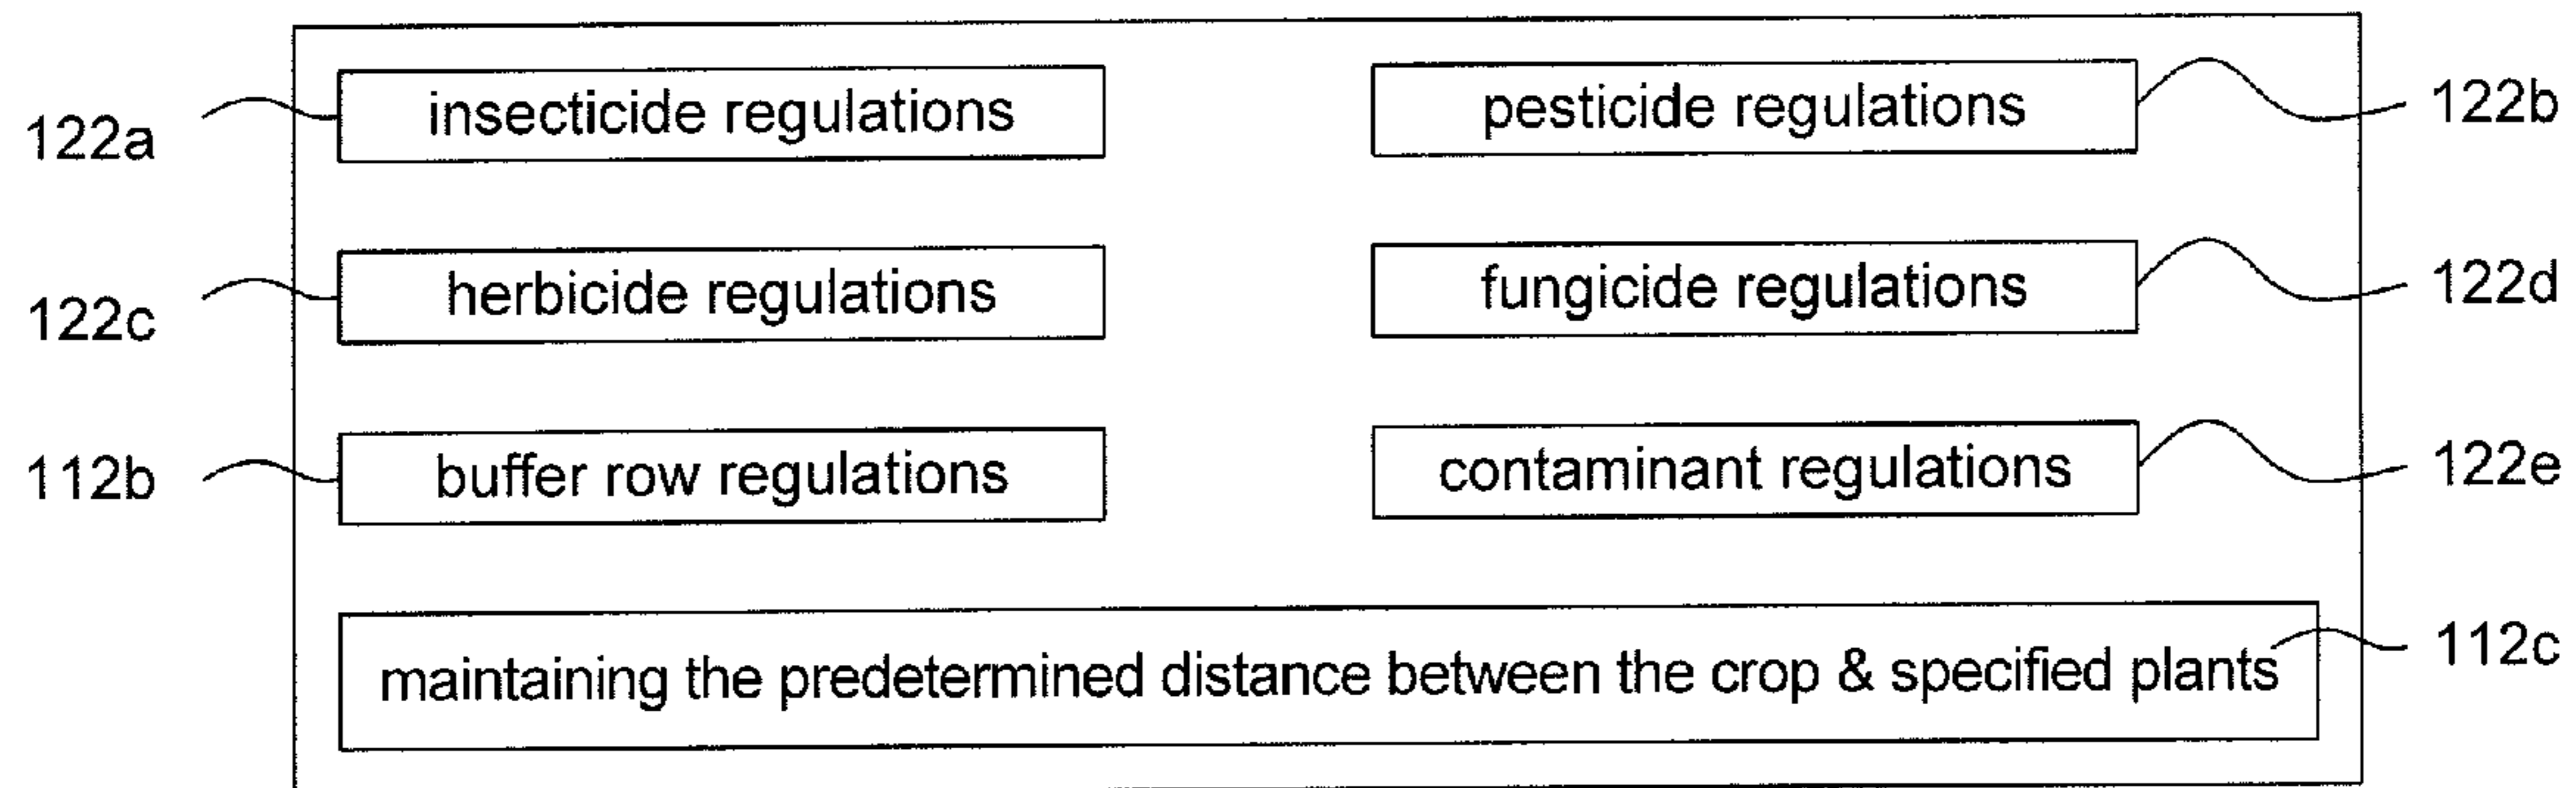 122a
insecticide regulations
pesticide regulations
122b
122c
herbicide regulations
fungicide regulations
122d
112b
buffer row regulations
contaminant regulations
122e
maintaining the predetermined distance between the crop & specified plants
112c